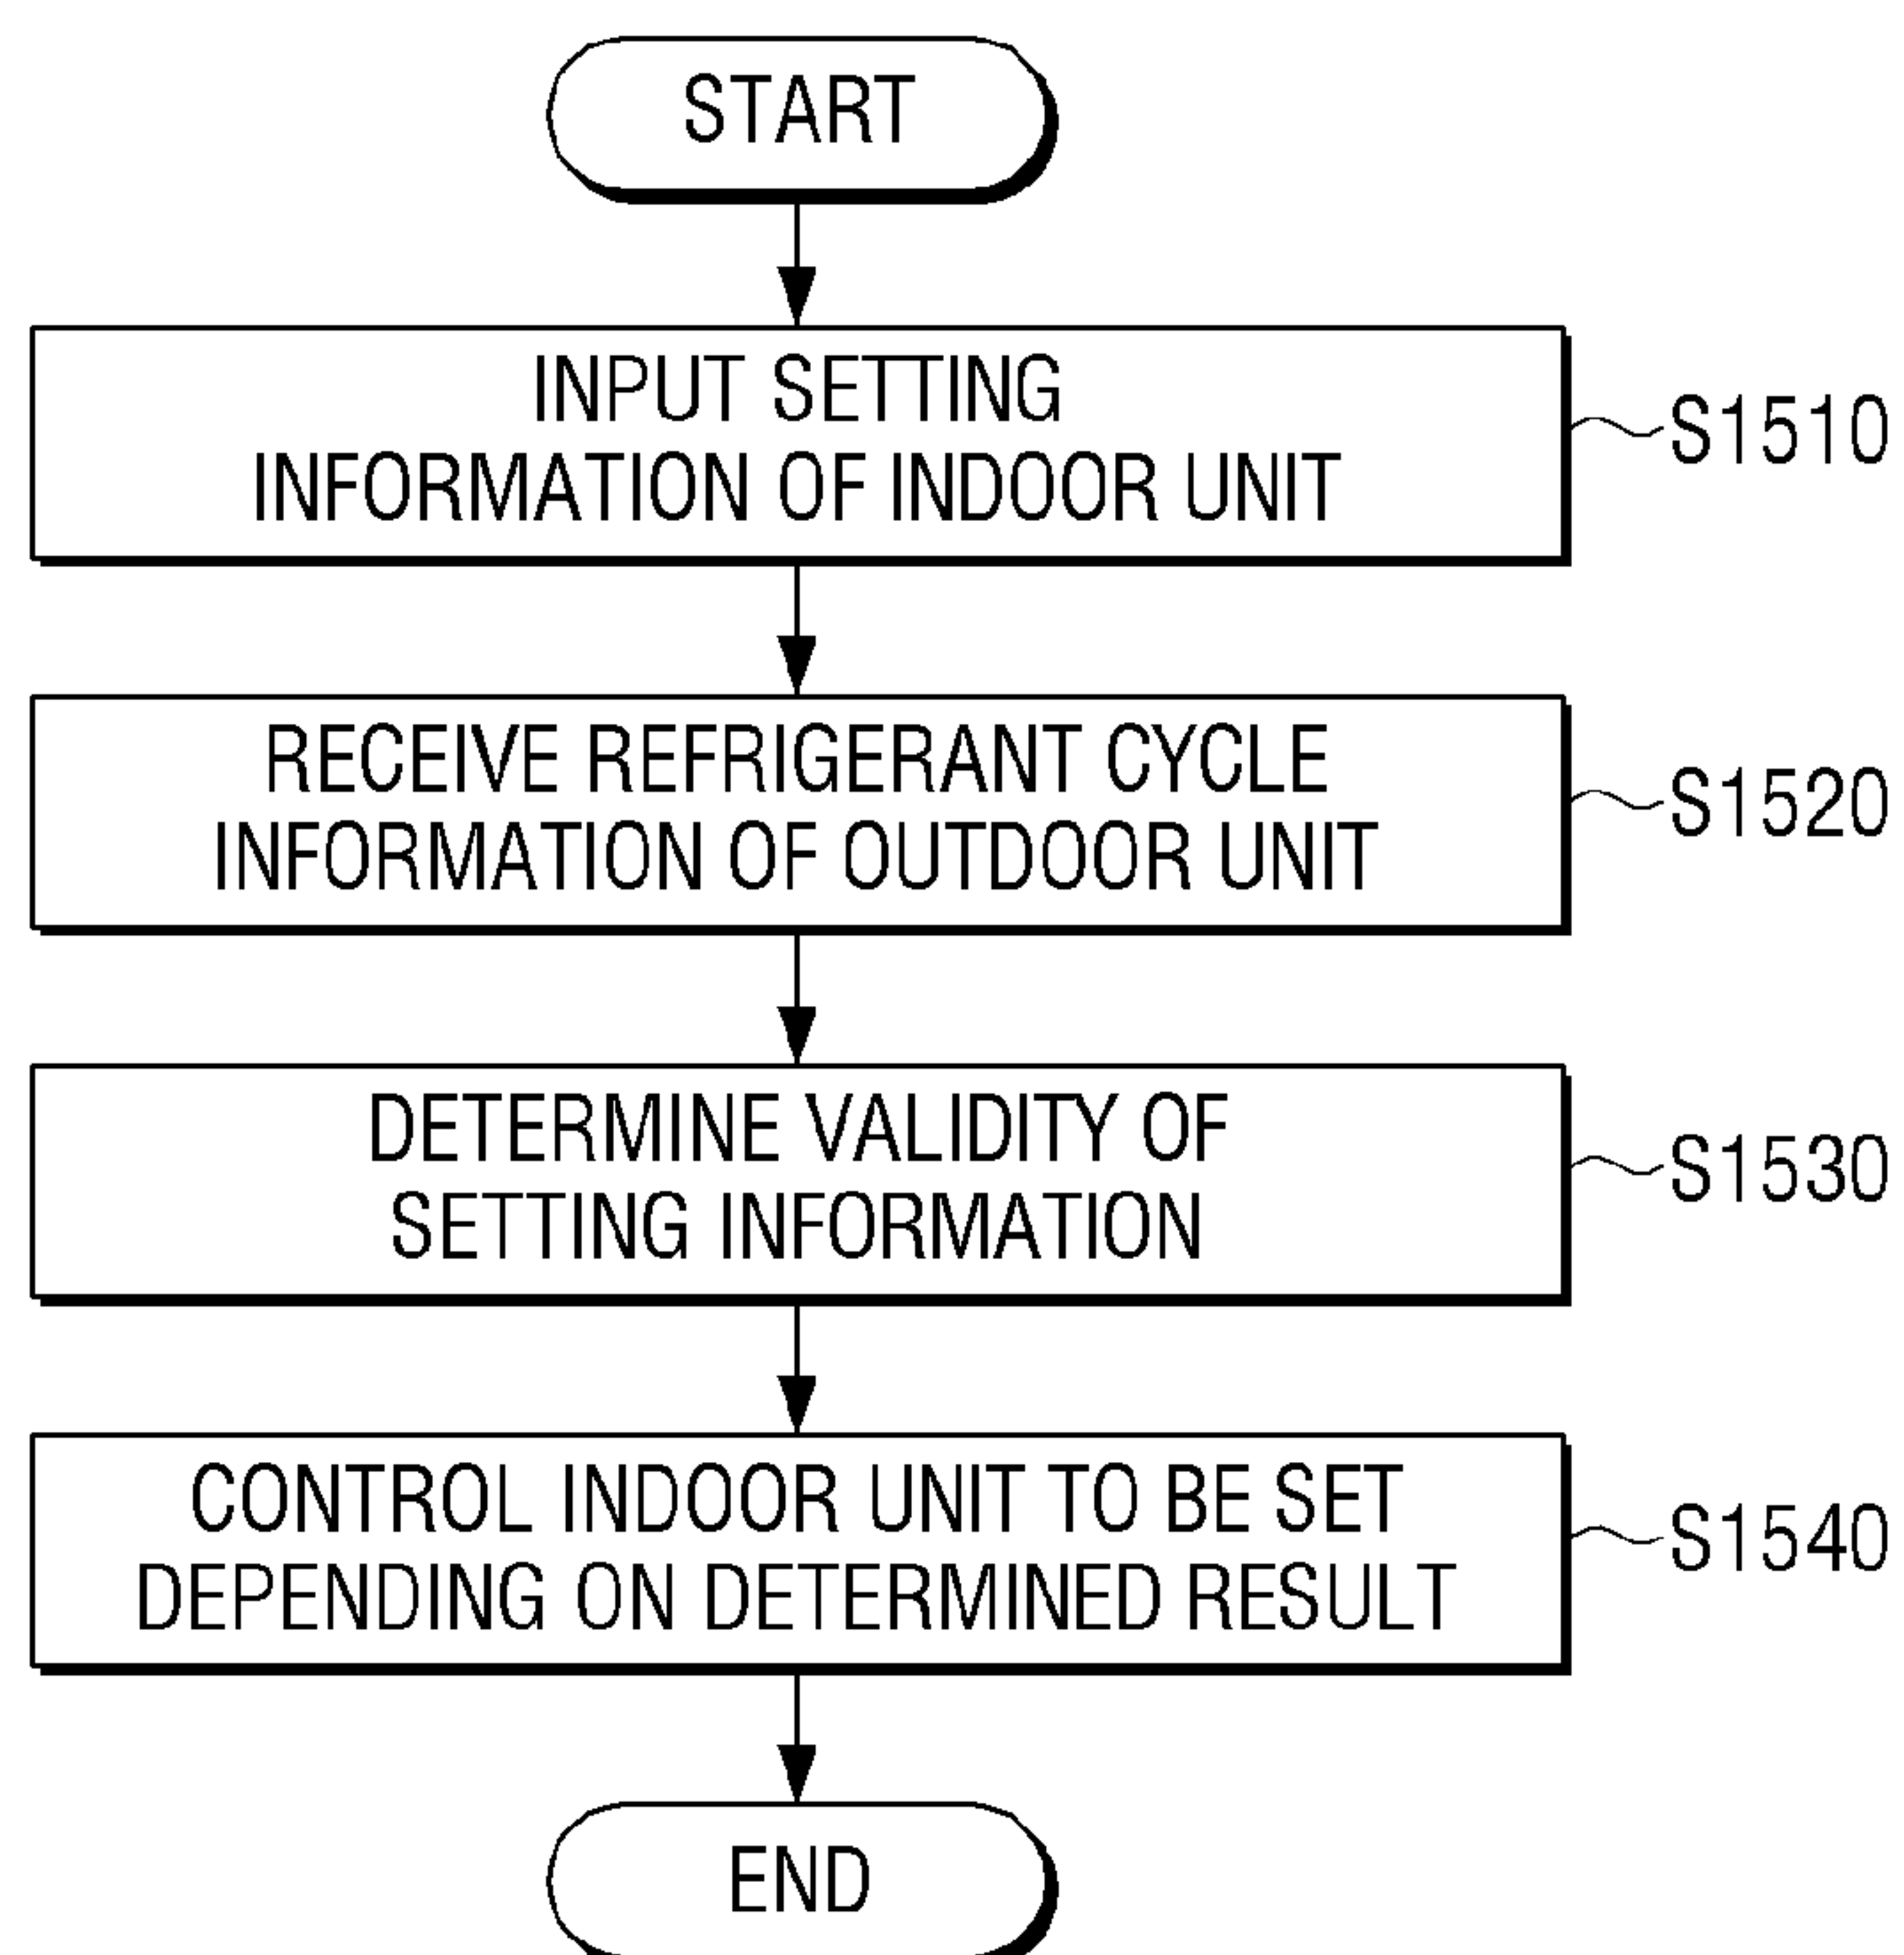 START
INPUT SETTING
INFORMATION OF INDOOR UNIT
S1510
RECEIVE REFRIGERANT CYCLE
INFORMATION OF OUTDOOR UNIT
S1520
DETERMINE VALIDITY OF
SETTING INFORMATION
S1530
CONTROL INDOOR UNIT TO BE SET
DEPENDING ON DETERMINED RESULT
S1540
END